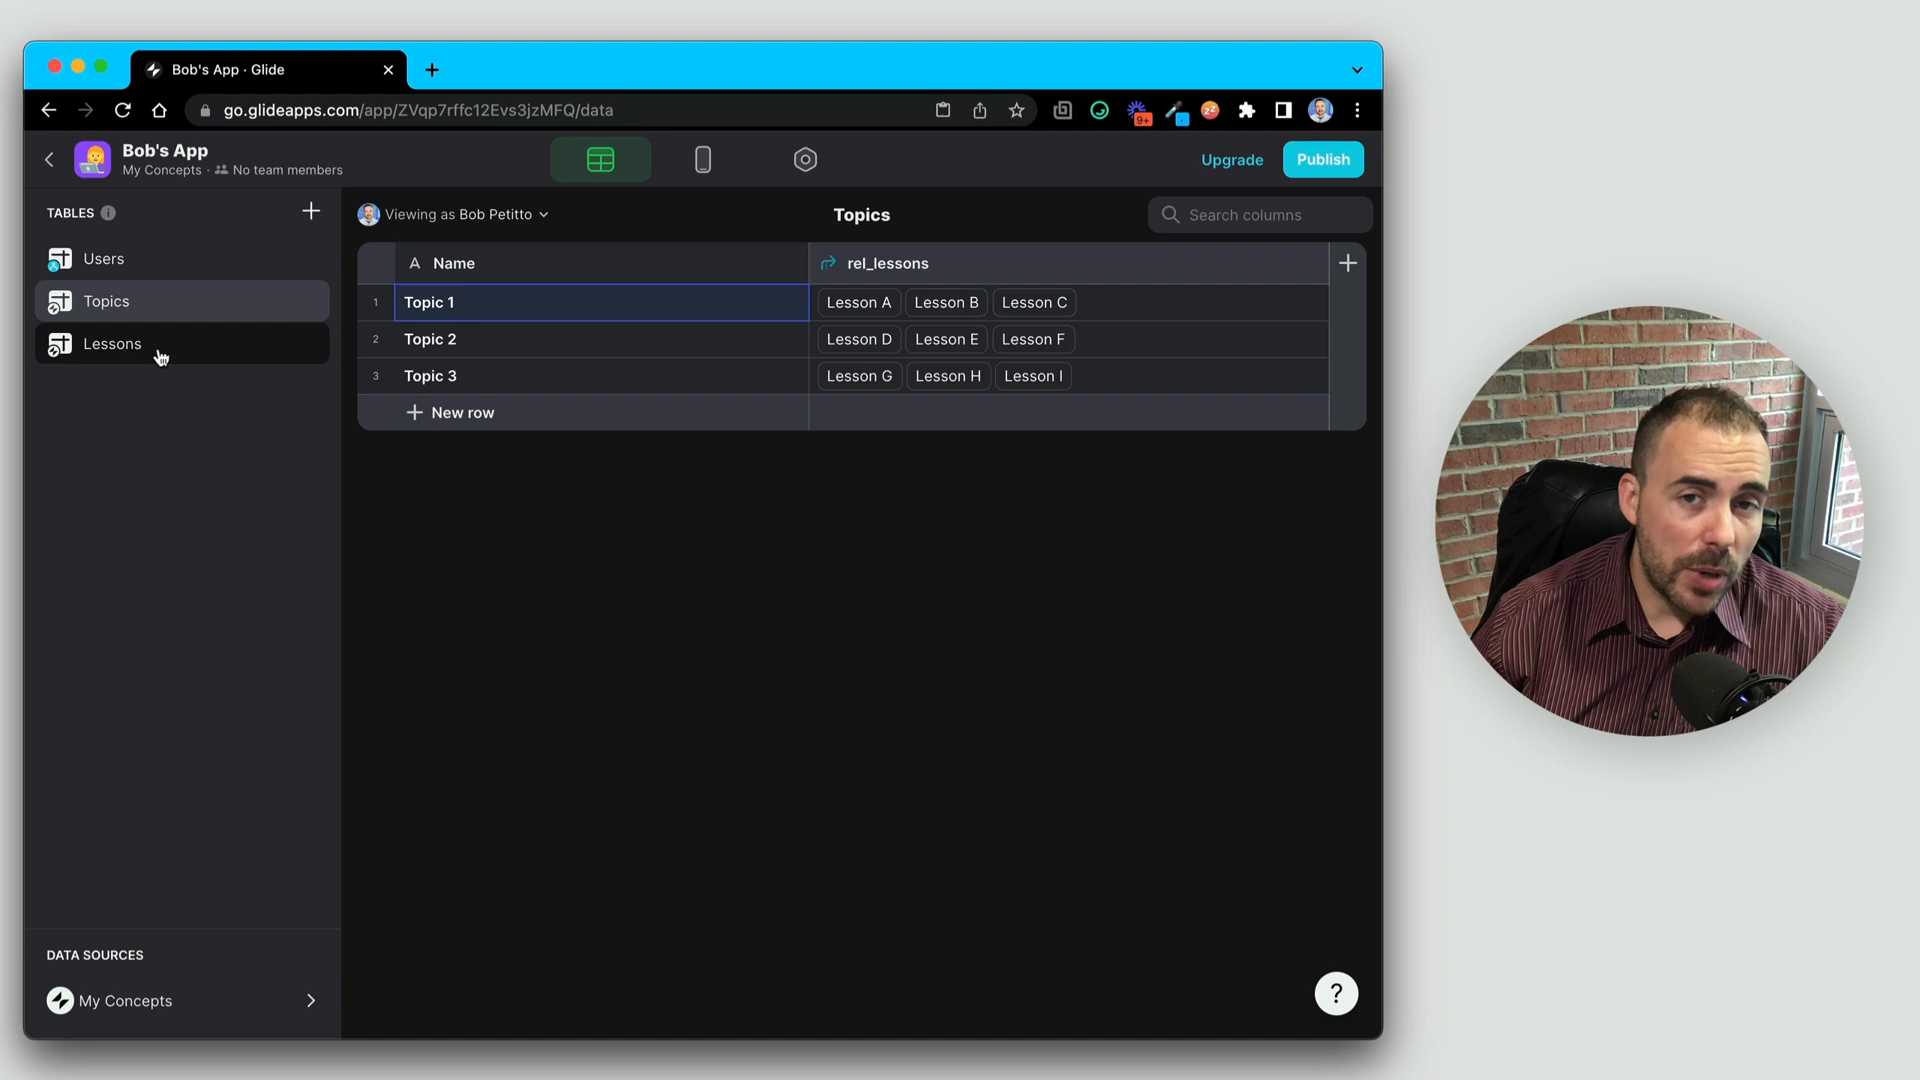 Bob's App · Glide
go.glideapps.com/app/ZVqp7rffc12Evs3jzMFQ/data
9+
zz
Bob's App
My Concepts · No team members
Upgrade
Publish
TABLES
Viewing as Bob Petitto
Topics
Search columns
Users
Topics
Lessons
A Name
rel_lessons
1 Topic 1 Lesson A Lesson B Lesson C
2 Topic 2 Lesson D Lesson E Lesson F
3 Topic 3 Lesson G Lesson H Lesson I
New row
DATA SOURCES
My Concepts
?